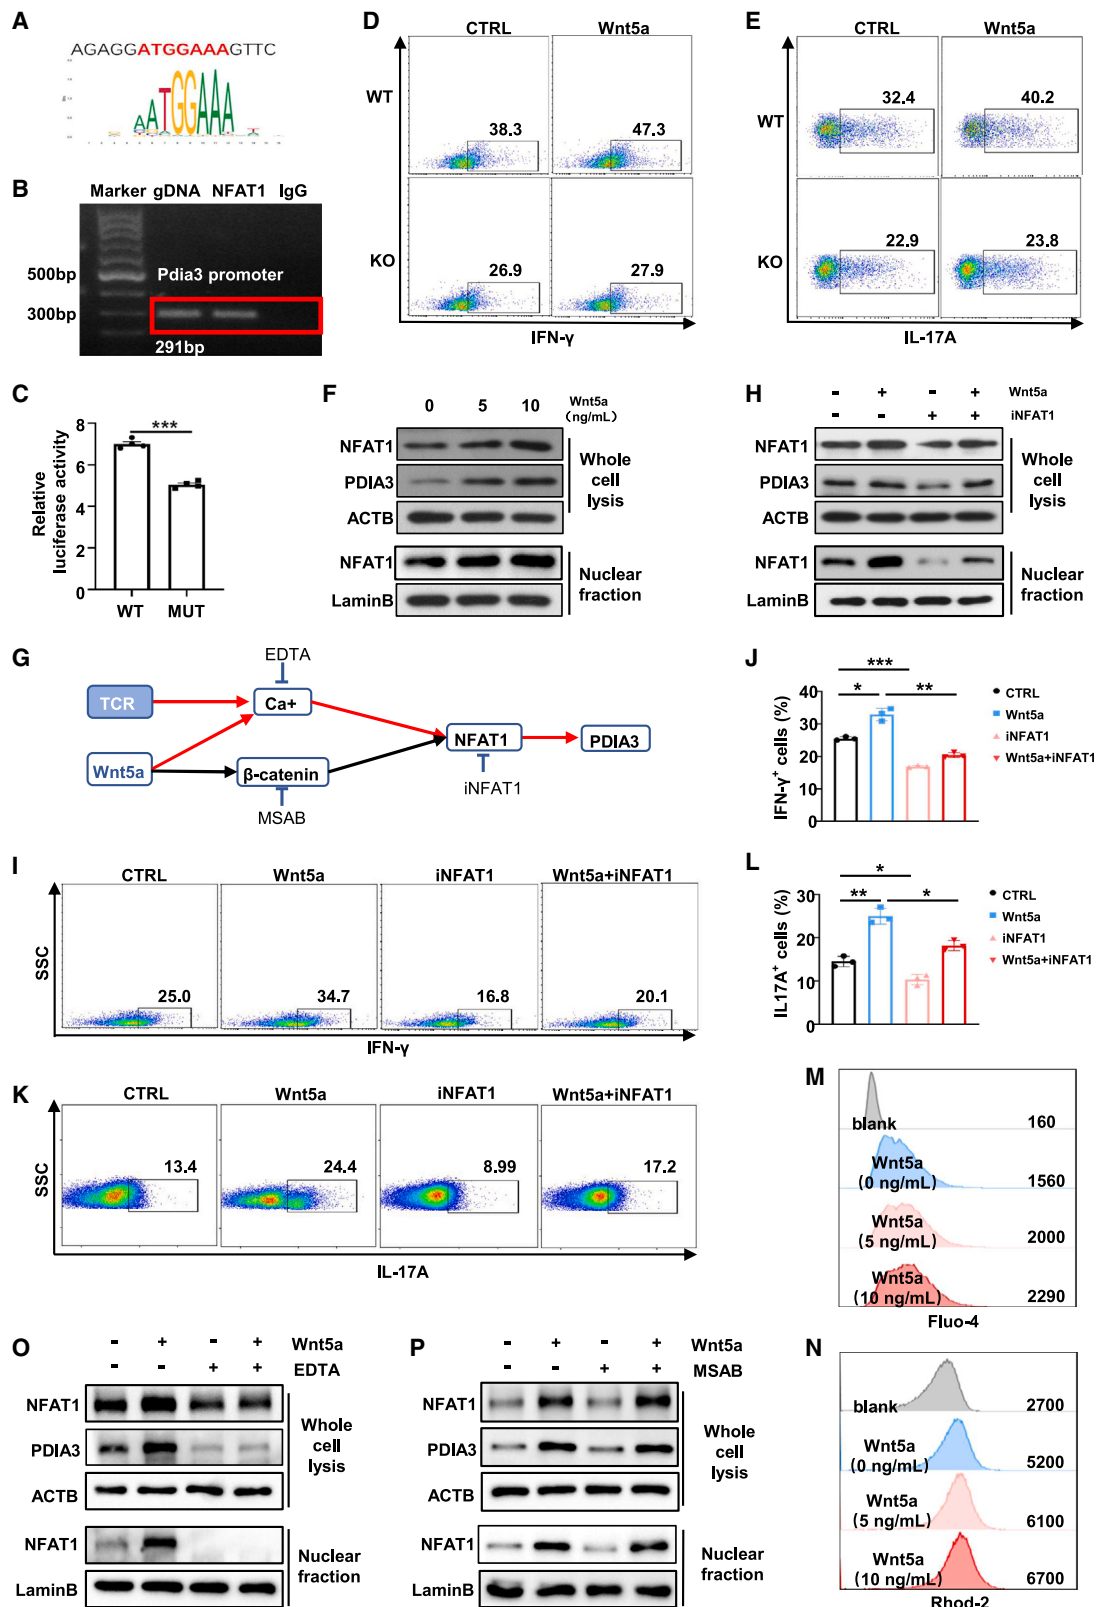 A
AGAGGATGGAAAGTTC
B
Marker gDNA NFAT1 IgG
500bp
Pdia3 promoter
300bp
291bp
C
Relative luciferase activity
8
6
4
2
0
***
WT MUT
D
CTRL Wnt5a
WT
38.3 47.3
KO
26.9 27.9
IFN-γ
E
CTRL Wnt5a
WT
32.4 40.2
KO
22.9 23.8
IL-17A
F
0 5 10 Wnt5a
(ng/mL)
NFAT1
PDIA3
ACTB
Whole
cell
lysis
NFAT1
LaminB
Nuclear
fraction
H
- + - + Wnt5a
- - + + iNFAT1
NFAT1
PDIA3
ACTB
Whole
cell
lysis
NFAT1
LaminB
Nuclear
fraction
G
EDTA
TCR
Ca+
NFAT1
PDIA3
Wnt5a
β-catenin
iNFAT1
MSAB
J
IFN-γ+ cells (%)
40
30
20
10
0
***
* **
CTRL
Wnt5a
iNFAT1
Wnt5a+iNFAT1
I
CTRL Wnt5a iNFAT1 Wnt5a+iNFAT1
SSC
25.0 34.7 16.8 20.1
IFN-γ
L
IL17A+ cells (%)
30
20
10
0
*
** *
CTRL
Wnt5a
iNFAT1
Wnt5a+iNFAT1
K
CTRL Wnt5a iNFAT1 Wnt5a+iNFAT1
SSC
13.4 24.4 8.99 17.2
IL-17A
M
blank 160
Wnt5a
(0 ng/mL) 1560
Wnt5a
(5 ng/mL) 2000
Wnt5a
(10 ng/mL) 2290
Fluo-4
O
- + - + Wnt5a
- - + + EDTA
NFAT1
PDIA3
ACTB
Whole
cell
lysis
NFAT1
LaminB
Nuclear
fraction
P
- + - + Wnt5a
- - + + MSAB
NFAT1
PDIA3
ACTB
Whole
cell
lysis
NFAT1
LaminB
Nuclear
fraction
N
blank 2700
Wnt5a
(0 ng/mL) 5200
Wnt5a
(5 ng/mL) 6100
Wnt5a
(10 ng/mL) 6700
Rhod-2